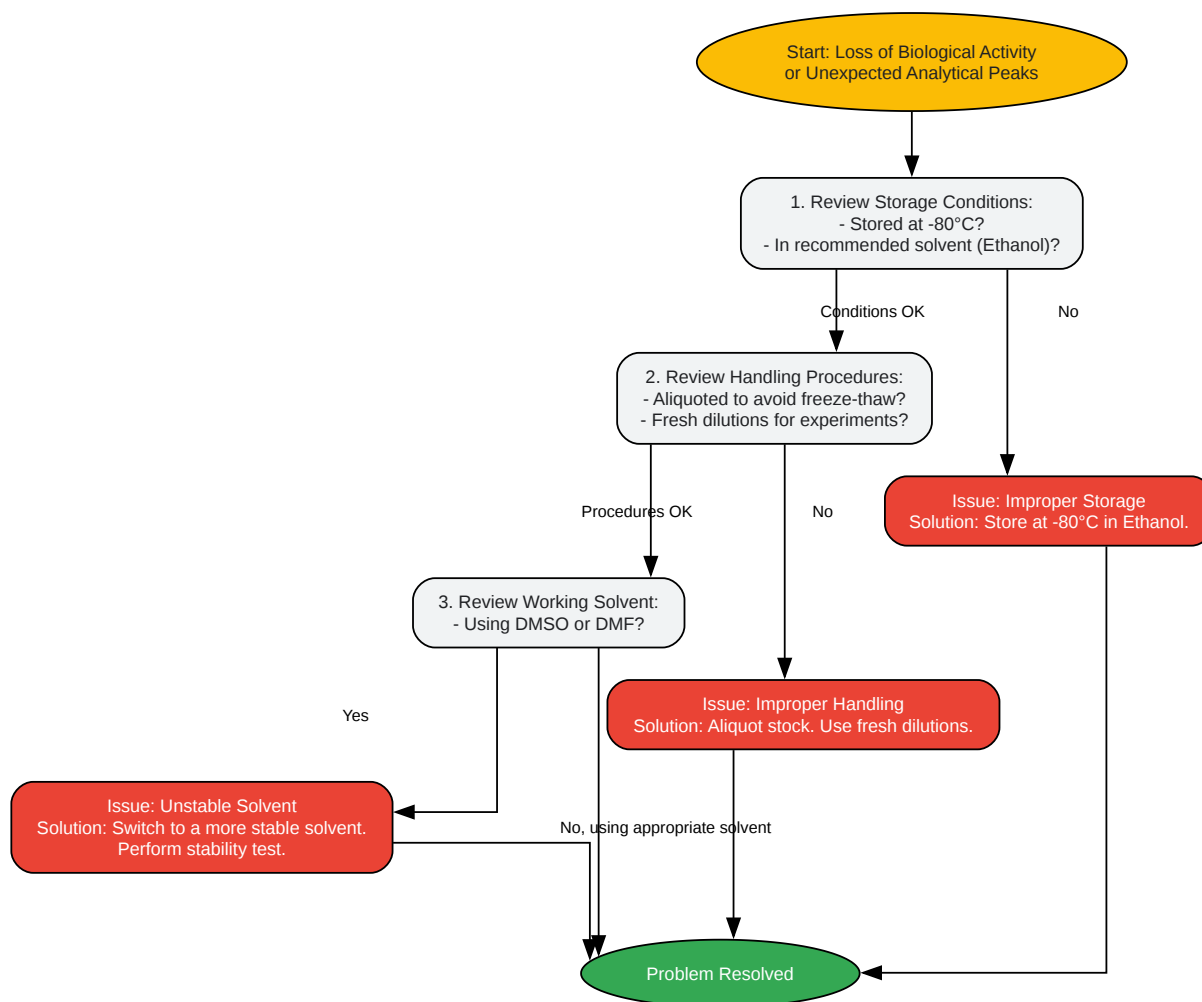 Start: Loss of Biological Activity
or Unexpected Analytical Peaks
1. Review Storage Conditions:
- Stored at -80°C?
- In recommended solvent (Ethanol)?
Conditions OK
No
2. Review Handling Procedures:
- Aliquoted to avoid freeze-thaw?
- Fresh dilutions for experiments?
Procedures OK
No
Issue: Improper Storage
Solution: Store at -80°C in Ethanol.
3. Review Working Solvent:
- Using DMSO or DMF?
Yes
Issue: Improper Handling
Solution: Aliquot stock. Use fresh dilutions.
Issue: Unstable Solvent
Solution: Switch to a more stable solvent.
Perform stability test.
No, using appropriate solvent
Problem Resolved